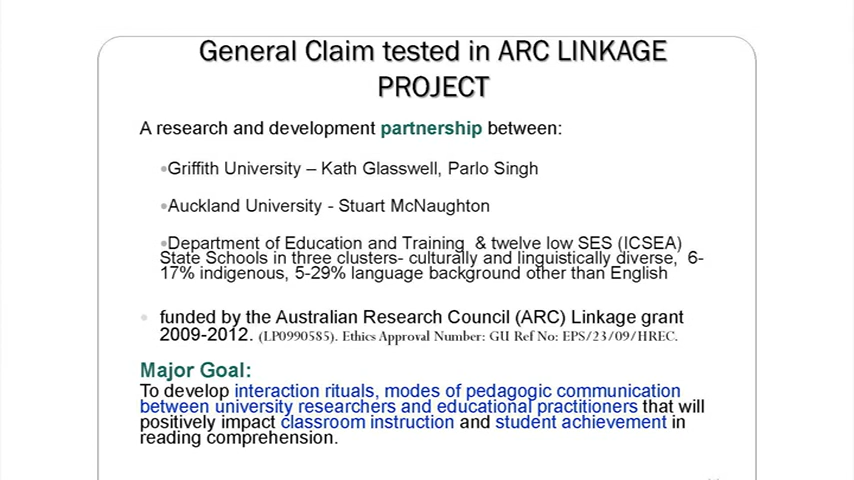 General Claim tested in ARC LINKAGE
PROJECT
A research and development partnership between:
•Griffith University – Kath Glasswell, Parlo Singh
•Auckland University - Stuart McNaughton
•Department of Education and Training & twelve low SES (ICSEA)
State Schools in three clusters- culturally and linguistically diverse, 6-
17% indigenous, 5-29% language background other than English
• funded by the Australian Research Council (ARC) Linkage grant
2009-2012. (LP0990585). Ethics Approval Number: GU Ref No: EPS/23/09/HREC.
Major Goal:
To develop interaction rituals, modes of pedagogic communication
between university researchers and educational practitioners that will
positively impact classroom instruction and student achievement in
reading comprehension.